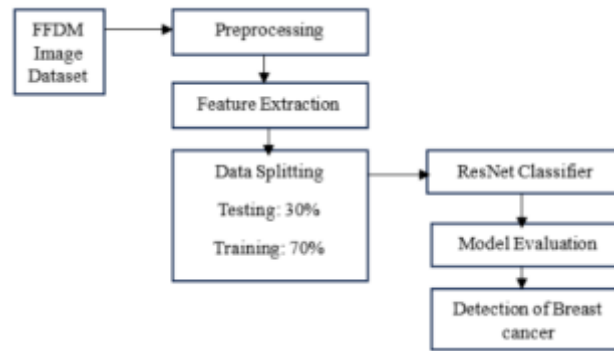 FFDM
Image
Dataset
Preprocessing
Feature Extraction
Data Splitting
Testing: 30%
Training: 70%
ResNet Classifier
Model Evaluation
Detection of Breast
cancer